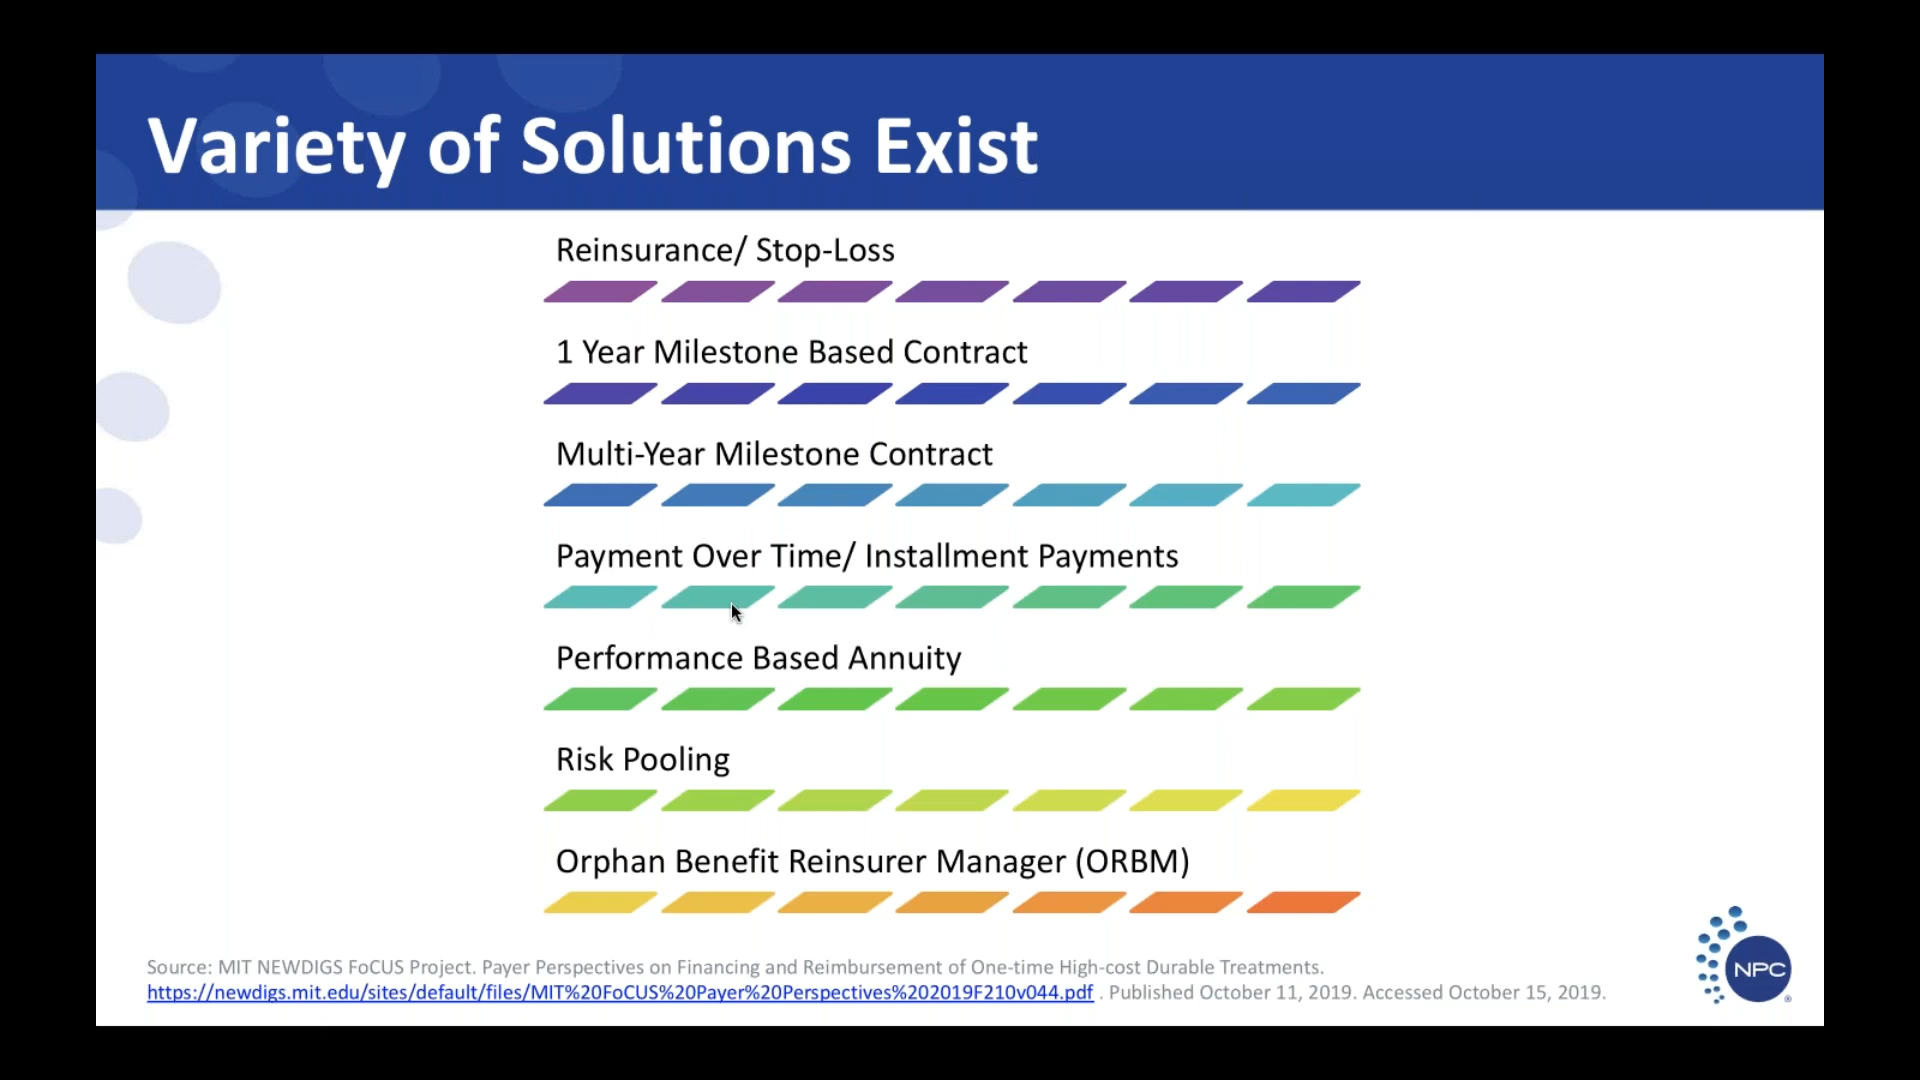 Variety of Solutions Exist
Reinsurance/ Stop-Loss
1 Year Milestone Based Contract
Multi-Year Milestone Contract
Payment Over Time/ Installment Payments
Performance Based Annuity
Risk Pooling
Orphan Benefit Reinsurer Manager (ORBM)
Source: MIT NEWDIGS FoCUS Project. Payer Perspectives on Financing and Reimbursement of One-time High-cost Durable Treatments.
https://newdigs.mit.edu/sites/default/files/MIT%20FoCUS%20Payer%20Perspectives%202019F210v044.pdf . Published October 11, 2019. Accessed October 15, 2019.
NPC®